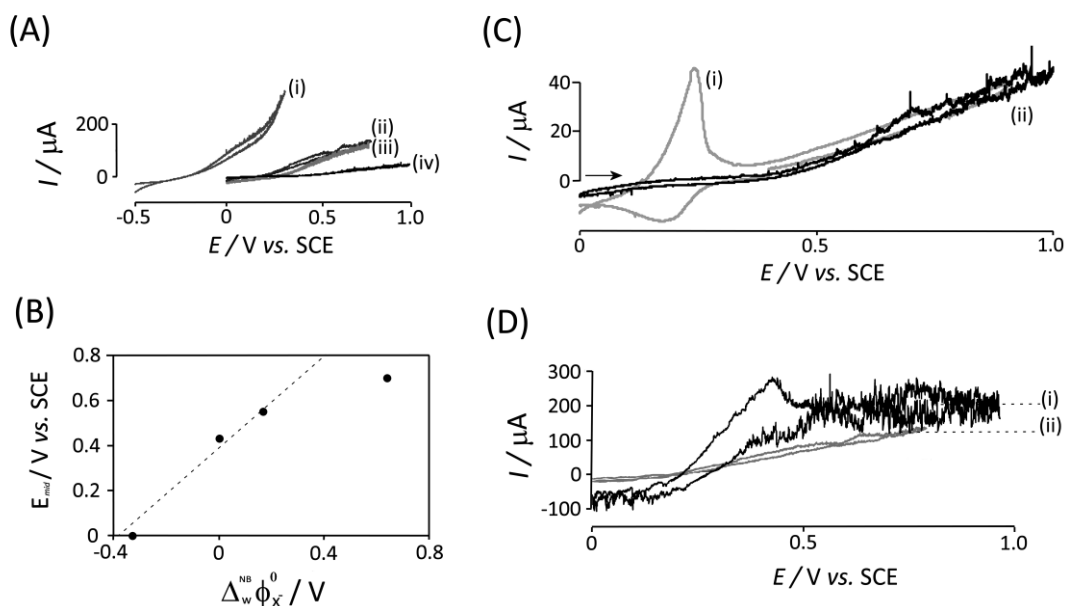 (A)
(i)
(ii)
(iii)
(iv)
200
100
0
I / µA
-0.5
0
0.5
1.0
E / V vs. SCE
(B)
0.8
0.6
0.4
0.2
0
E_mid / V vs. SCE
-0.4
0
0.4
0.8
Δ_w^NB ϕ_X-^0 / V
(C)
(i)
(ii)
40
20
0
I / µA
0
0.5
1.0
E / V vs. SCE
(D)
300
200
100
0
-100
I / µA
(i)
(ii)
0
0.5
1.0
E / V vs. SCE